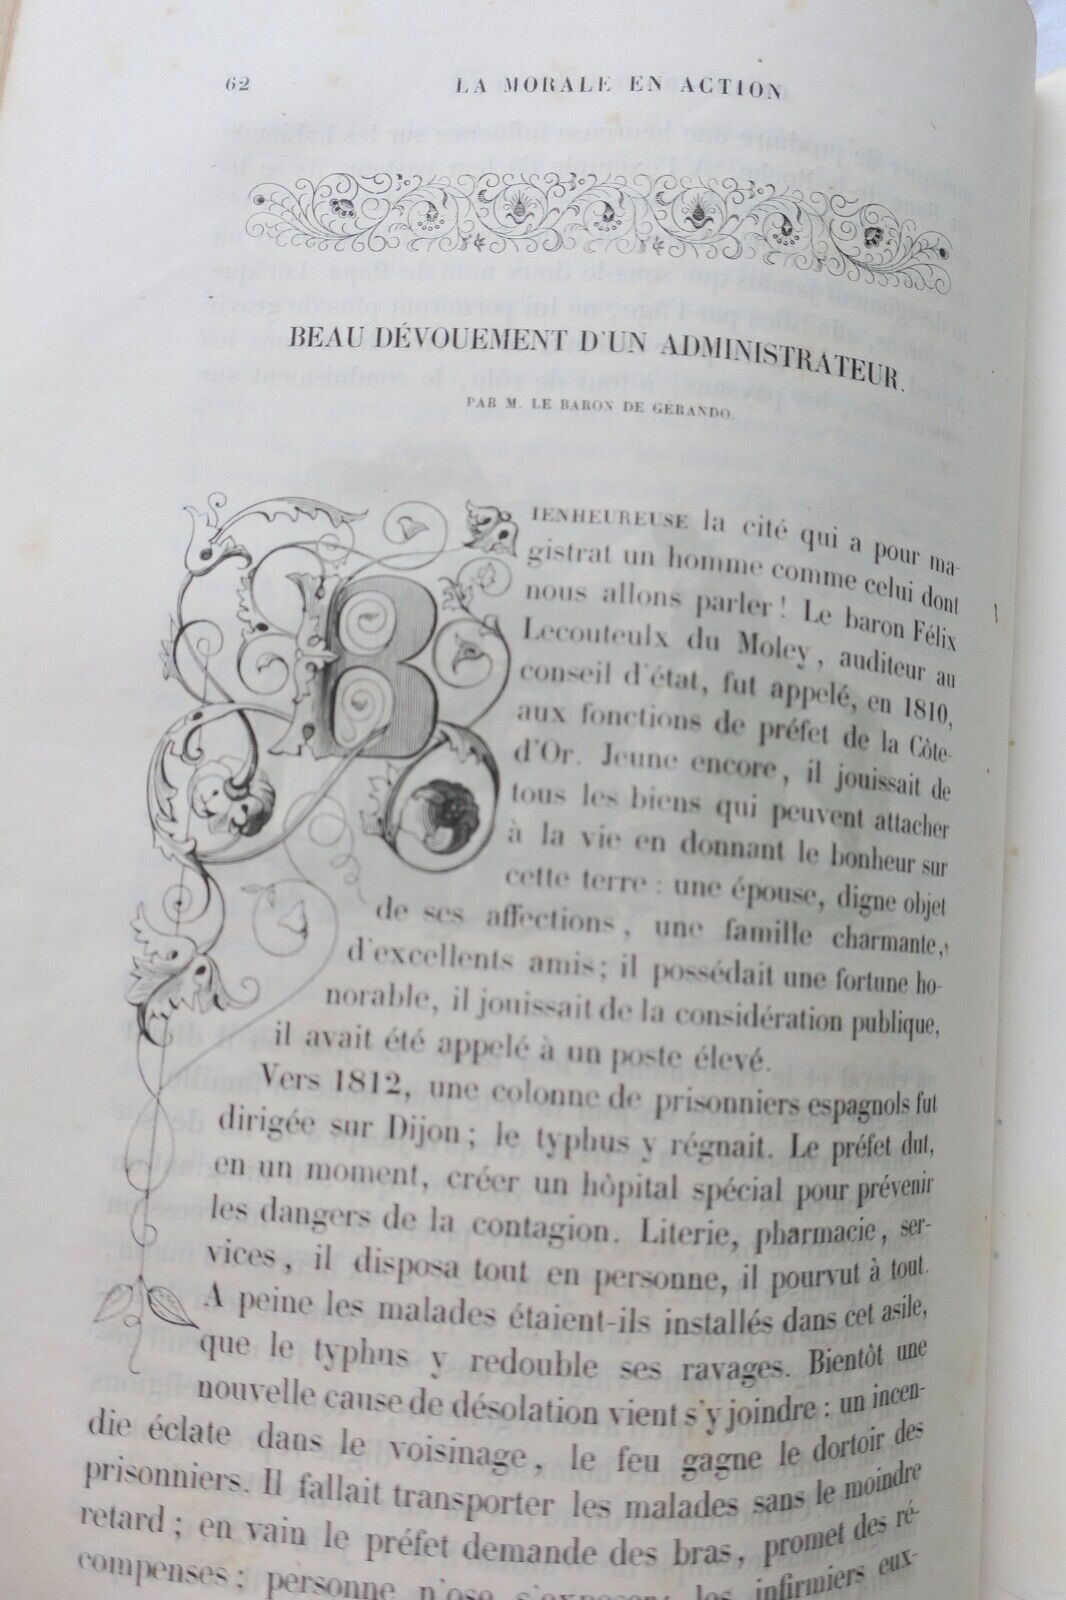 62 LA MORALE EN ACTION
BEAU DÉVOUEMENT D'UN ADMINISTRATEUR.
PAR M. LE BARON DE GÉRANDO.
BIENHEUREUSE la cité qui a pour ma-
gistrat un homme comme celui dont
nous allons parler! Le baron Félix
Lecouteulx du Moley, auditeur au
conseil d'état, fut appelé, en 1810,
aux fonctions de préfet de la Côte-
d'Or. Jeune encore, il jouissait de
tous les biens qui peuvent attacher
à la vie en donnant le bonheur sur
cette terre : une épouse, digne objet
de ses affections, une famille charmante,
d'excellents amis; il possédait une fortune ho-
norable, il jouissait de la considération publique,
il avait été appelé à un poste élevé.
Vers 1812, une colonne de prisonniers espagnols fut
dirigée sur Dijon; le typhus y régnait. Le préfet dut,
en un moment, créer un hôpital spécial pour prévenir
les dangers de la contagion. Literie, pharmacie, ser-
vices, il disposa tout en personne, il pourvut à tout.
A peine les malades étaient-ils installés dans cet asile,
que le typhus y redouble ses ravages. Bientôt une
nouvelle cause de désolation vient s'y joindre : un incen-
die éclate dans le voisinage, le feu gagne le dortoir des
prisonniers. Il fallait transporter les malades sans le moindre
retard; en vain le préfet demande des bras, promet des ré-
compenses; personne n'ose s'exposer; les infirmiers eux-